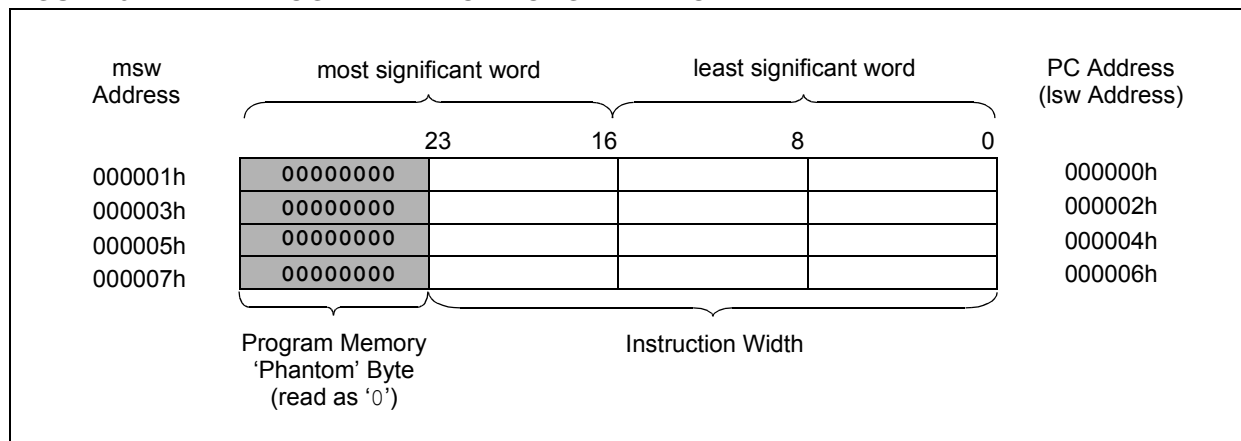 msw
Address
most significant word
least significant word
PC Address
(lsw Address)
23 16 8 0
000001h 00000000 000000h
000003h 00000000 000002h
000005h 00000000 000004h
000007h 00000000 000006h
Program Memory
‘Phantom’ Byte
(read as ‘0’)
Instruction Width